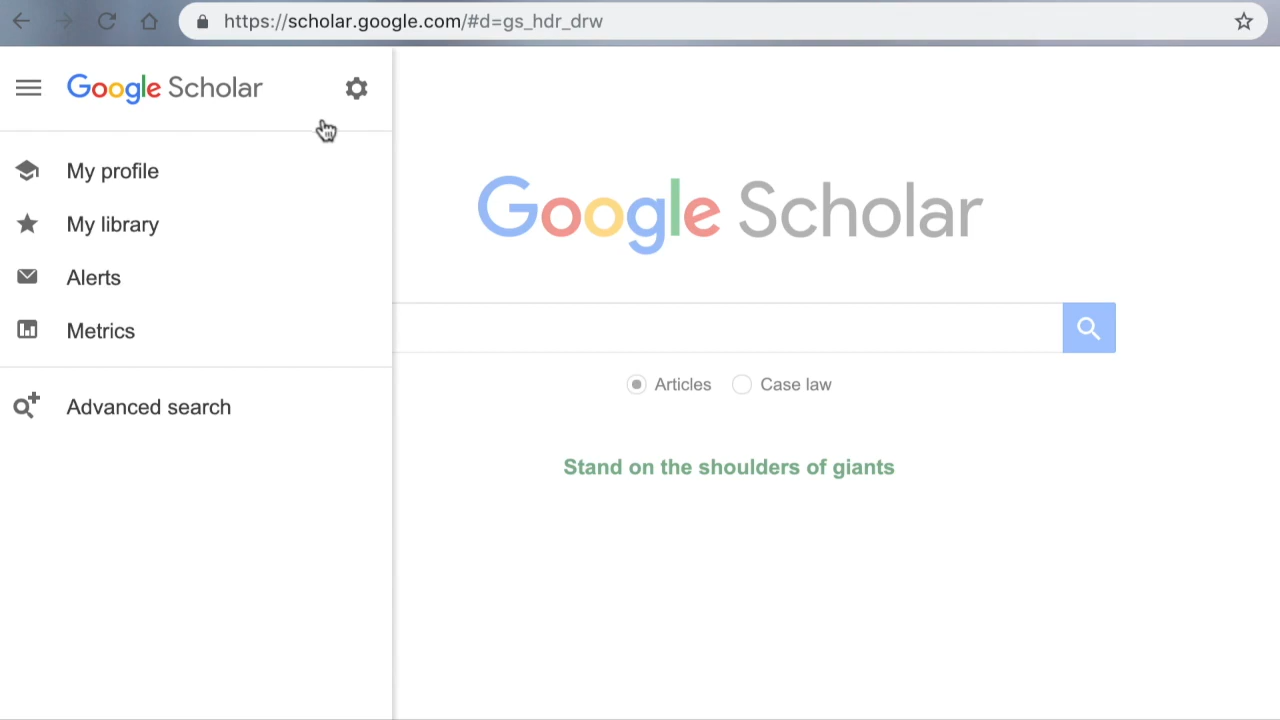 https://scholar.google.com/#d=gs_hdr_drw
Google Scholar
My profile
My library
Alerts
Metrics
Advanced search
Google Scholar
Articles
Case law
Stand on the shoulders of giants